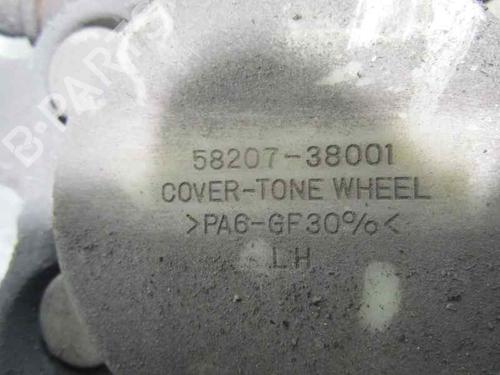 B-PARTS
58207-38001
COVER-TONE WHEEL
>PA6-GF30%<
LH